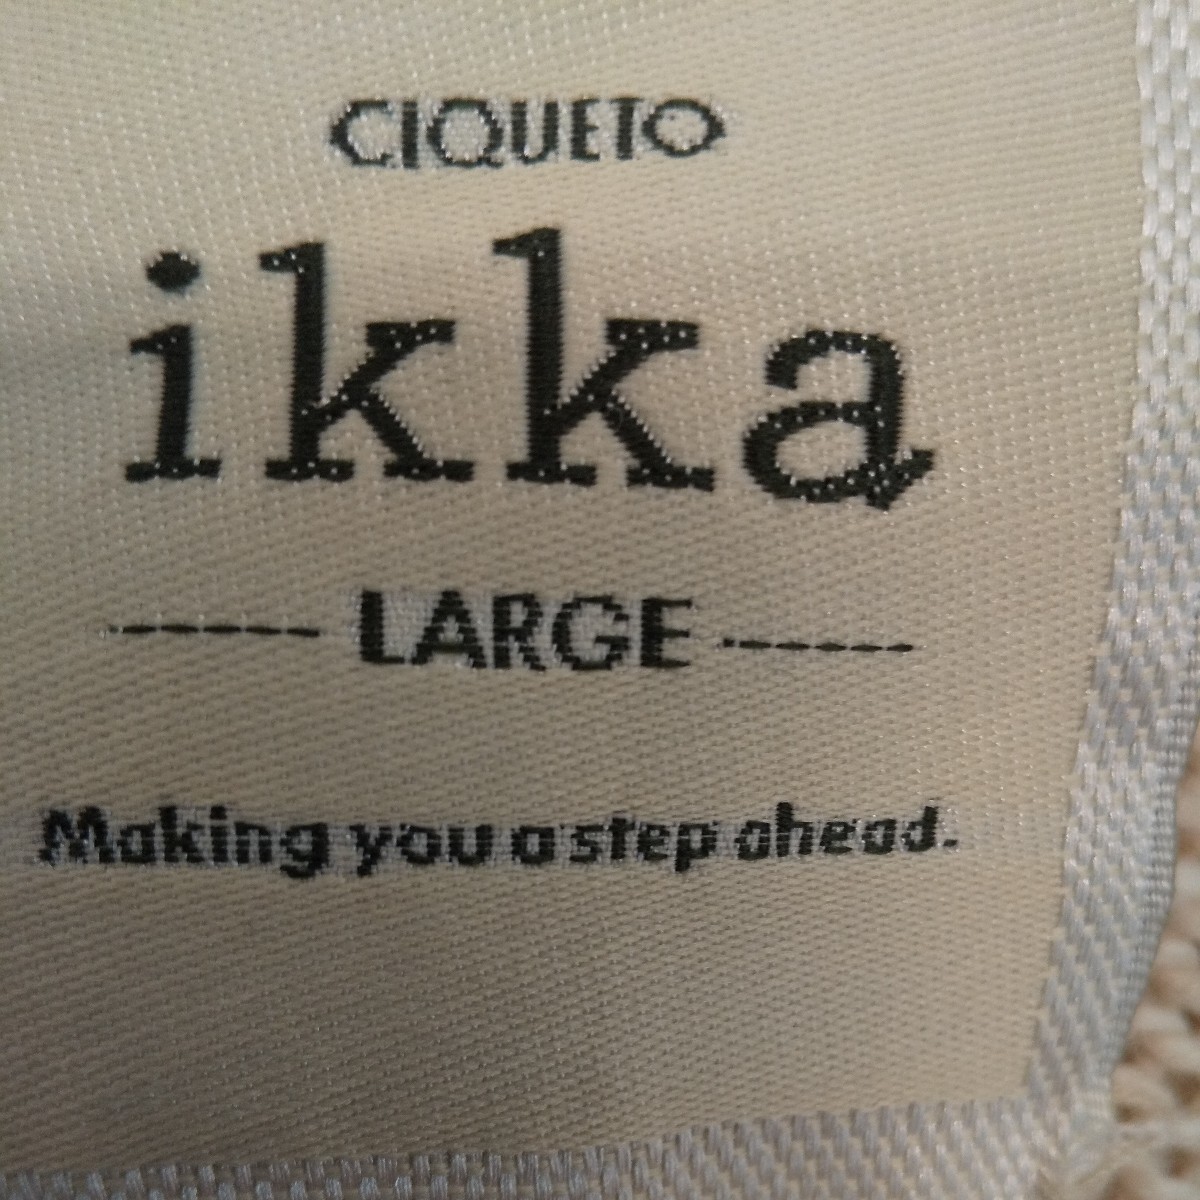 CIQUETO
ikka
LARGE
Making you a step ahead.